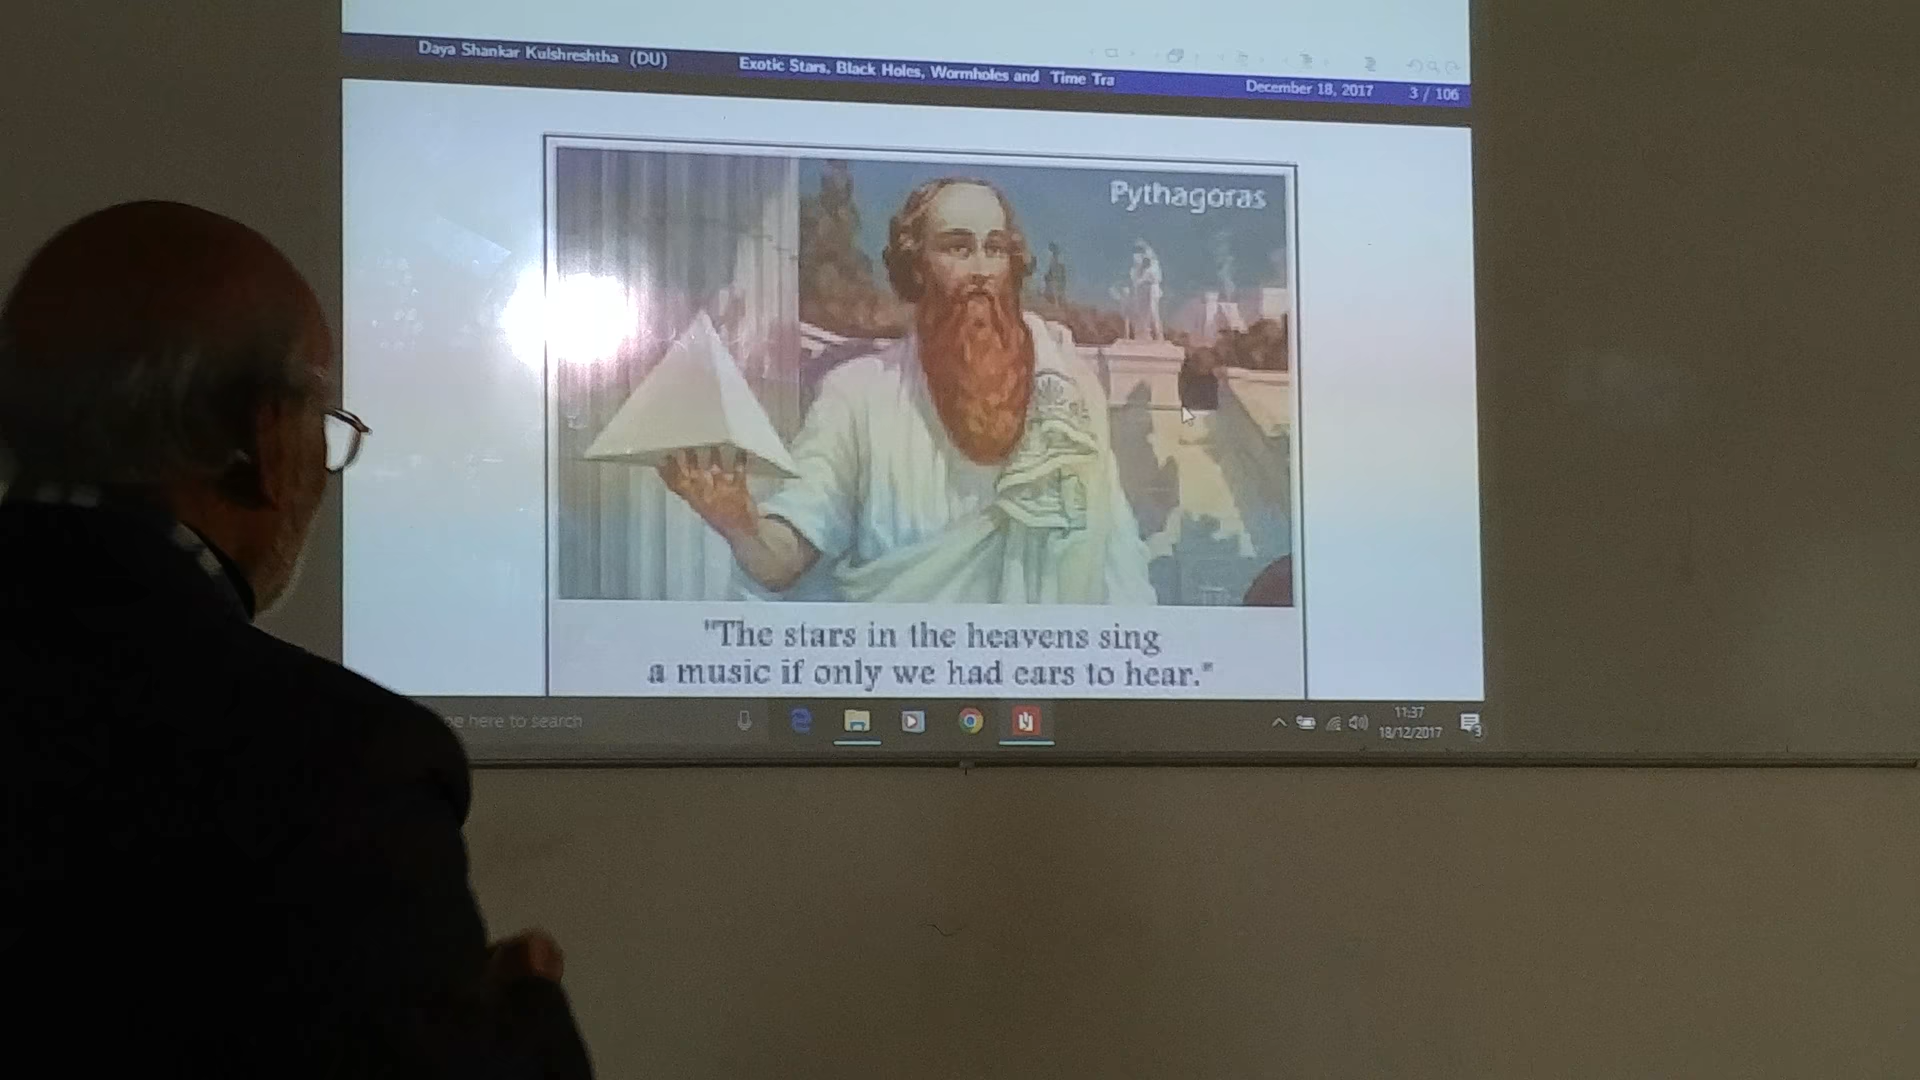 Daya Shankar Kulshreshtha (DU)
Exotic Stars, Black Holes, Wormholes and Time Tra
December 18, 2017
3 / 106
Pythagoras
"The stars in the heavens sing
a music if only we had ears to hear."
pe here to search
11:37
18/12/2017
3